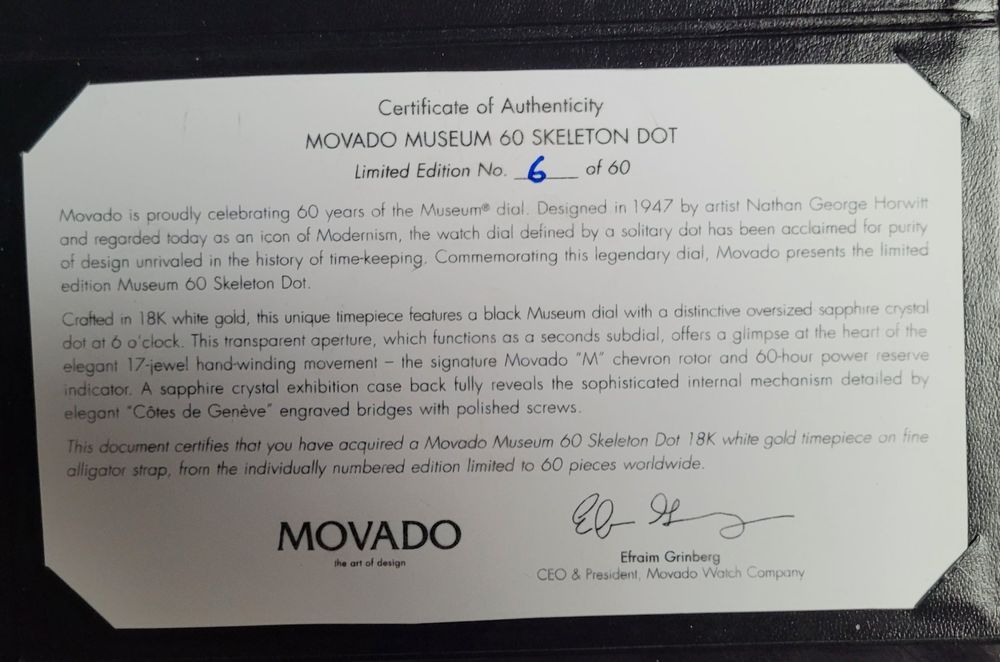 Certificate of Authenticity
MOVADO MUSEUM 60 SKELETON DOT
Limited Edition No. 6 of 60
Movado is proudly celebrating 60 years of the Museum® dial. Designed in 1947 by artist Nathan George Horwitt
and regarded today as an icon of Modernism, the watch dial defined by a solitary dot has been acclaimed for purity
of design unrivaled in the history of time-keeping. Commemorating this legendary dial, Movado presents the limited
edition Museum 60 Skeleton Dot.
Crafted in 18K white gold, this unique timepiece features a black Museum dial with a distinctive oversized sapphire crystal
dot at 6 o'clock. This transparent aperture, which functions as a seconds subdial, offers a glimpse at the heart of the
elegant 17-jewel hand-winding movement – the signature Movado "M" chevron rotor and 60-hour power reserve
indicator. A sapphire crystal exhibition case back fully reveals the sophisticated internal mechanism detailed by
elegant "Côtes de Genève" engraved bridges with polished screws.
This document certifies that you have acquired a Movado Museum 60 Skeleton Dot 18K white gold timepiece on fine
alligator strap, from the individually numbered edition limited to 60 pieces worldwide.
MOVADO
the art of design
Efraim Grinberg
CEO & President, Movado Watch Company